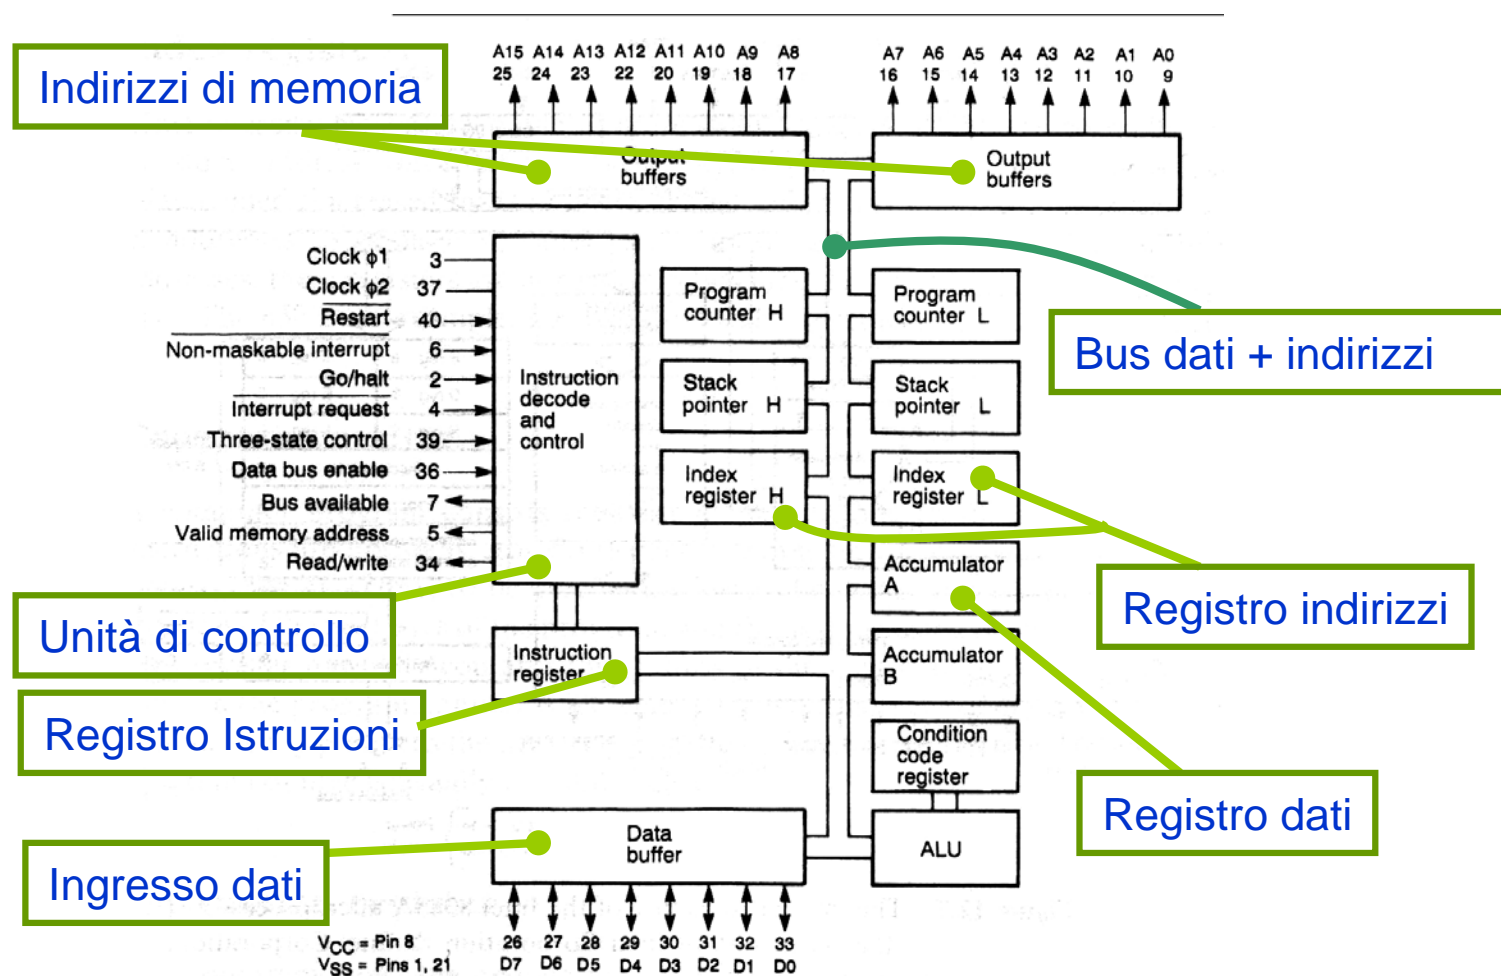 A15 A14 A13 A12 A11 A10 A9 A8 A7 A6 A5 A4 A3 A2 A1 A0
25 24 23 22 20 19 18 17 16 15 14 13 12 11 10 9
Indirizzi di memoria
Output
buffers
Output
buffers
Clock ϕ1 3
Clock ϕ2 37
Restart 40
Non-maskable interrupt 6
Go/halt 2
Interrupt request 4
Three-state control 39
Data bus enable 36
Bus available 7
Valid memory address 5
Read/write 34
Instruction
decode
and
control
Program
counter H
Program
counter L
Bus dati + indirizzi
Stack
pointer H
Stack
pointer L
Index
register H
Index
register L
Accumulator
A
Registro indirizzi
Unità di controllo
Instruction
register
Accumulator
B
Registro Istruzioni
Condition
code
register
Registro dati
Data
buffer
ALU
Ingresso dati
VCC = Pin 8
VSS = Pins 1, 21
26 27 28 29 30 31 32 33
D7 D6 D5 D4 D3 D2 D1 D0